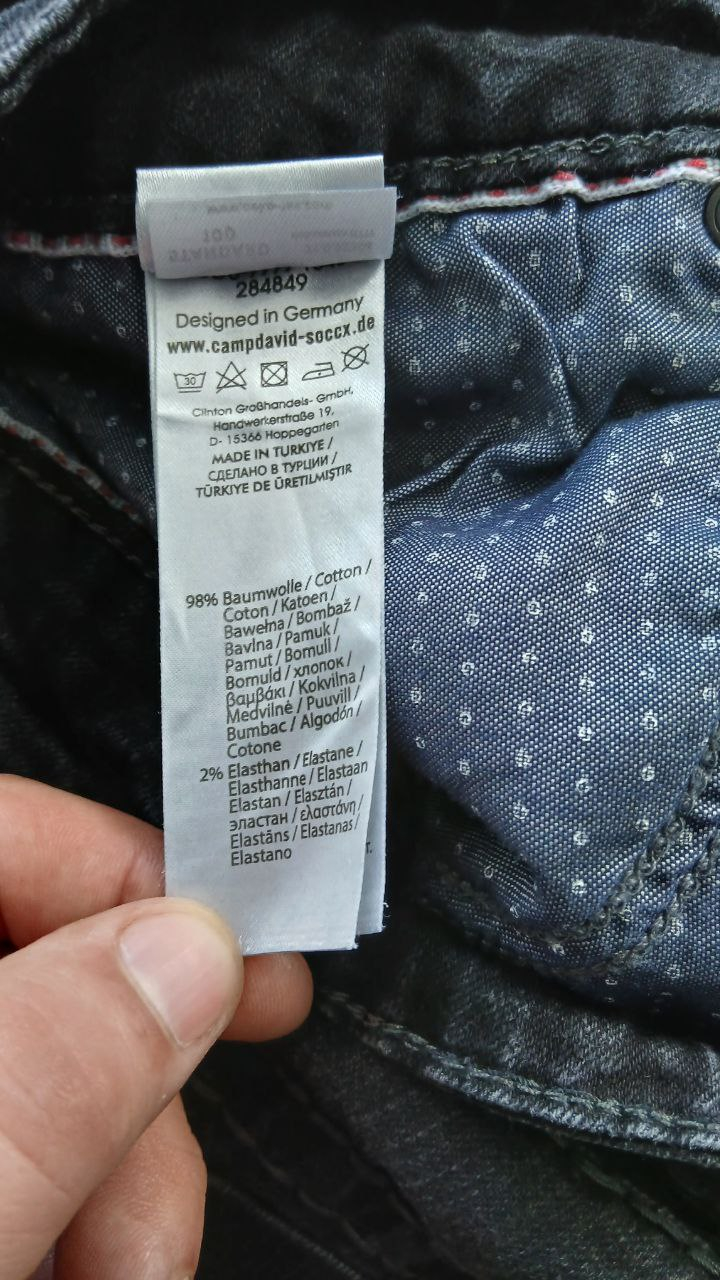 100
STANDARD
284849
Designed in Germany
www.campdavid-soccx.de
30
Clinton Großhandels- GmbH,
Handwerkerstraße 19,
D- 15366 Hoppegarten
MADE IN TURKIYE /
СДЕЛАНО В ТУРЦИИ /
TÜRKIYE DE ÜRETILMIŞTIR
98% Baumwolle / Cotton /
Coton / Katoen /
Bawełna / Bombaž /
Bavlna / Pamuk /
Pamut / Bomull /
Bomuld / хлопок /
βαμβάκι / Kokvilna /
Medvilnė / Puuvill /
Bumbac / Algodón /
Cotone
2% Elasthan / Elastane /
Elasthanne / Elastaan
Elastan / Elasztán /
эластан / ελαστάνη /
Elastāns / Elastanas /
Elastano